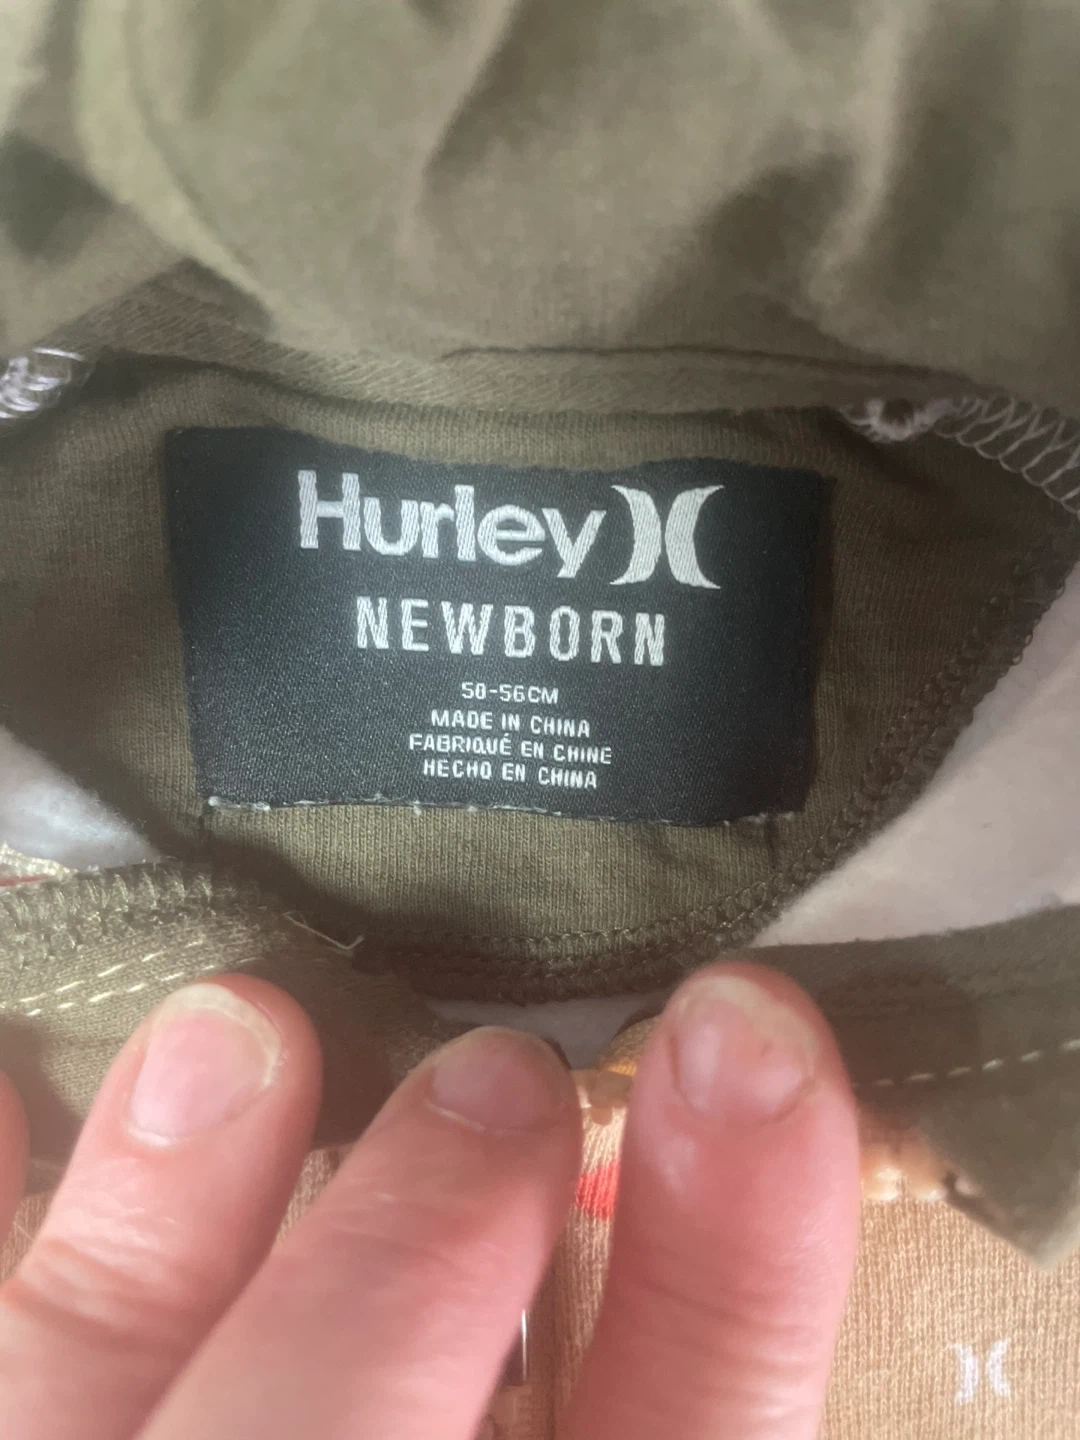 Hurley
NEWBORN
50-56CM
MADE IN CHINA
FABRIQUÉ EN CHINE
HECHO EN CHINA